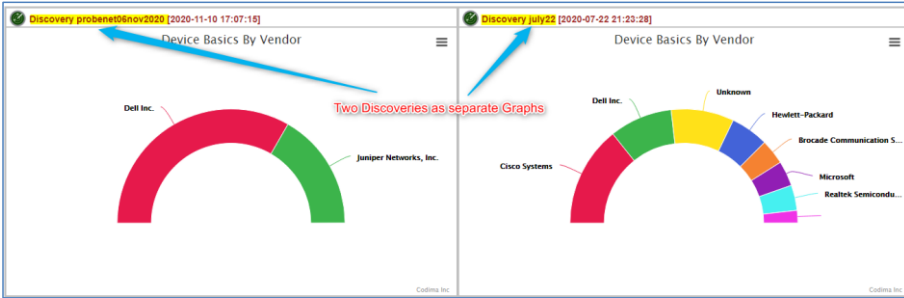 Discovery probenet06nov2020 [2020-11-10 17:07:15]
Device Basics By Vendor
Dell Inc.
Juniper Networks, Inc.
Codima Inc
Two Discoveries as separate Graphs
Discovery july22 [2020-07-22 21:23:28]
Device Basics By Vendor
Unknown
Dell Inc.
Hewlett-Packard
Brocade Communication S...
Cisco Systems
Microsoft
Realtek Semicondu...
Codima Inc